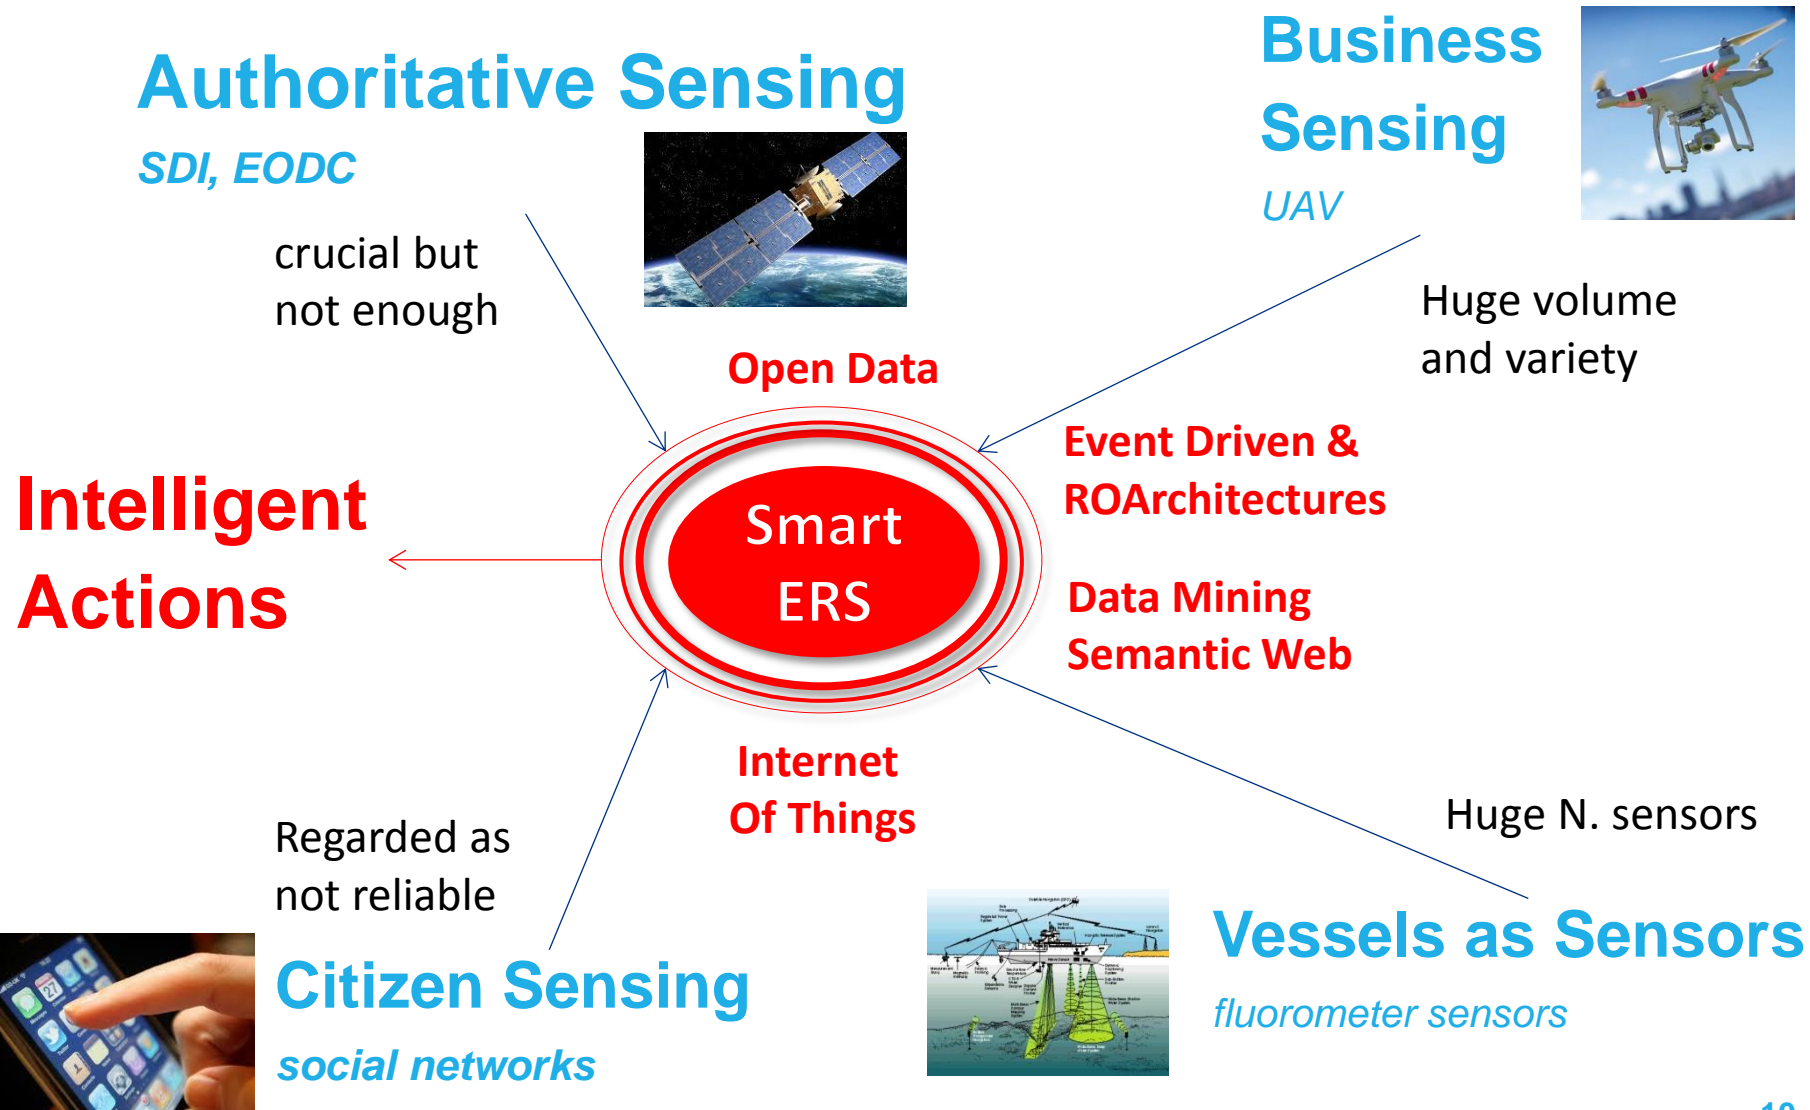 Authoritative Sensing
SDI, EODC
crucial but
not enough
Business
Sensing
UAV
Huge volume
and variety
Open Data
Event Driven &
ROArchitectures
Intelligent
Actions
Smart
ERS
Data Mining
Semantic Web
Internet
Of Things
Regarded as
not reliable
Huge N. sensors
Citizen Sensing
social networks
Vessels as Sensors
fluorometer sensors